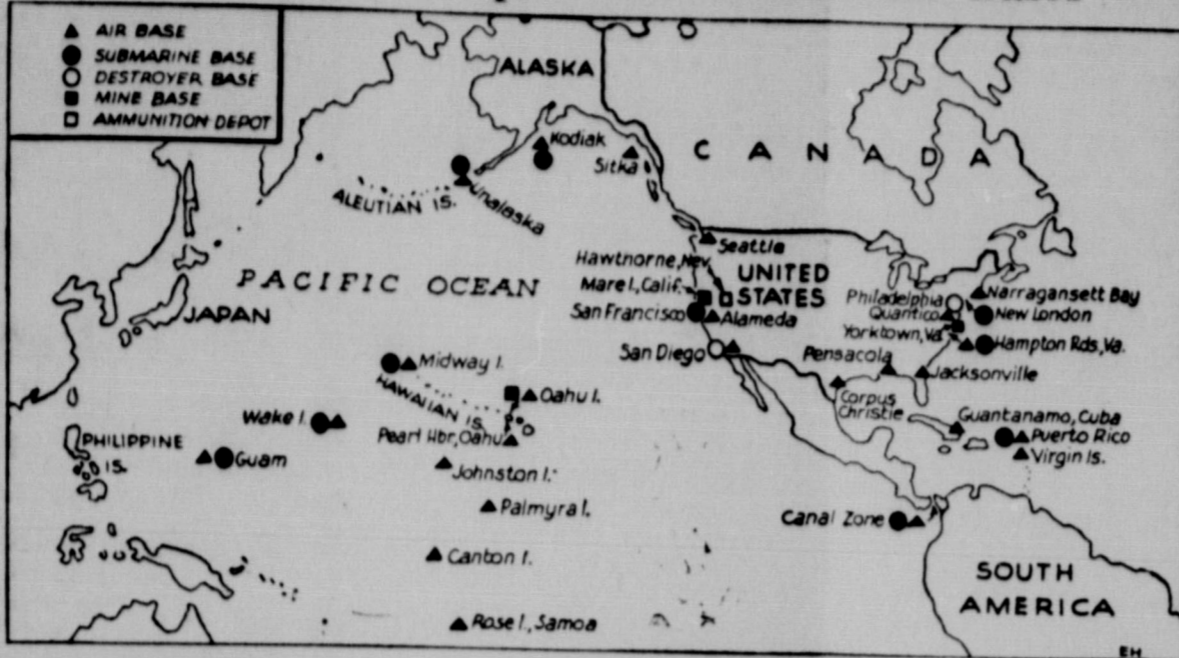 AIR BASE
SUBMARINE BASE
DESTROYER BASE
MINE BASE
AMMUNITION DEPOT
ALASKA
Kodiak
Sitka
CANADA
ALEUTIAN IS.
Unalaska
Seattle
Hawthorne, Nev.
UNITED
STATES
Mare I., Calif.
San Francisco
Alameda
PACIFIC OCEAN
JAPAN
Philadelphia
Narragansett Bay
Quantico
New London
Yorktown, Va.
Hampton Rds, Va.
San Diego
Pensacola
Jacksonville
Midway I.
HAWAIIAN IS.
Oahu I.
Corpus
Christie
Guantanamo, Cuba
Wake I.
Pearl Hbr, Oahu
Puerto Rico
Virgin Is.
PHILIPPINE
IS.
Guam
Johnston I.
Palmyra I.
Canal Zone
Canton I.
SOUTH
AMERICA
Rose I., Samoa
EH